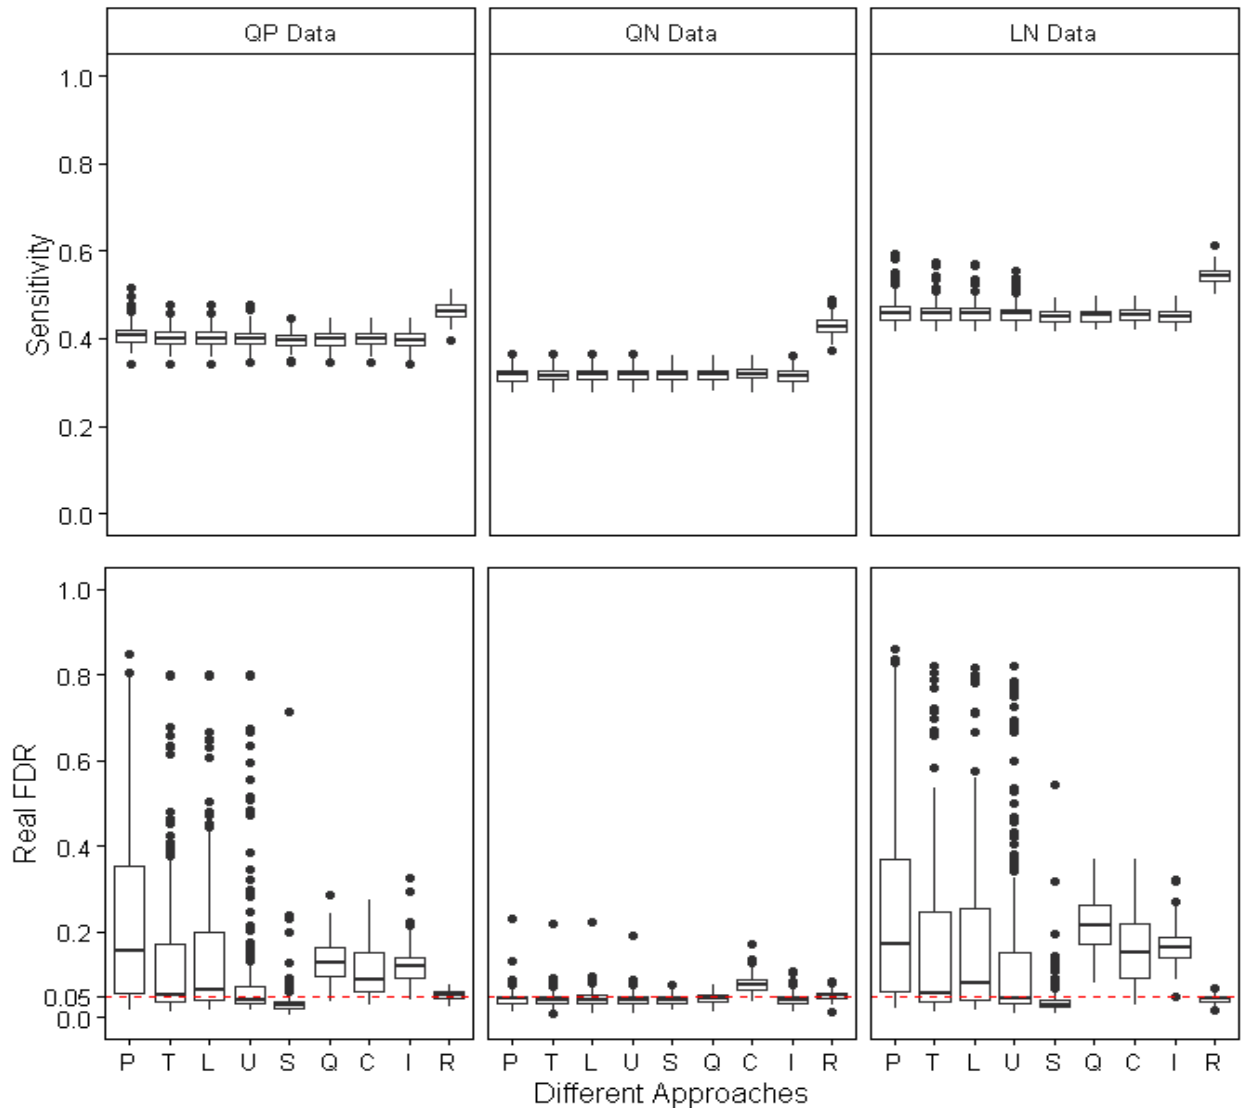 QP Data QN Data LN Data
Sensitivity
1.0
0.8
0.6
0.4
0.2
0.0
Real FDR
1.0
0.8
0.6
0.4
0.2
0.05
0.0
P T L U S Q C I R P T L U S Q C I R P T L U S Q C I R
Different Approaches